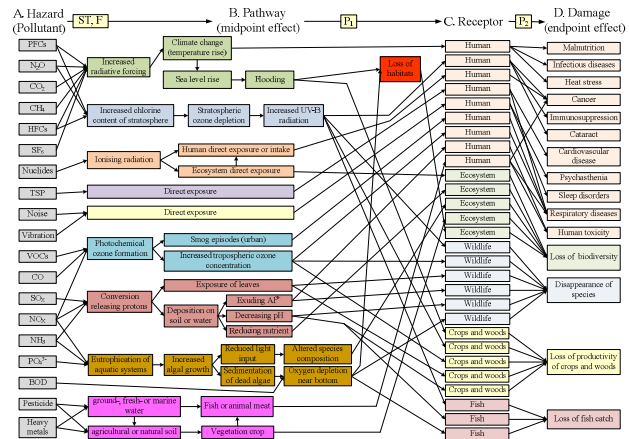 A. Hazard
(Pollutant)
ST, F
B. Pathway
(midpoint effect)
P₁
C. Receptor
P₂
D. Damage
(endpoint effect)
PFCs
N₂O
CO₂
CH₄
HFCs
SF₆
Nuclides
TSP
Noise
Vibration
VOCs
CO
SOₓ
NOₓ
NH₃
PO₄³⁻
BOD
Pesticide
Heavy
metals
Increased
radiative forcing
Climate change
(temperature rise)
Sea level rise
Flooding
Loss of
habitats
Increased chlorine
content of stratosphere
Stratospheric
ozone depletion
Increased UV-B
radiation
Ionising radiation
Human direct exposure or intake
Ecosystem direct exposure
Direct exposure
Direct exposure
Photochemical
ozone formation
Smog episodes (urban)
Increased tropospheric ozone
concentration
Conversion
releasing protons
Exposure of leaves
Deposition on
soil or water
Exuding Al³⁺
Decreasing pH
Reducing nutrient
Eutrophication of
aquatic systems
Increased
algal growth
Reduced light
input
Sedimentation
of dead algae
Altered species
composition
Oxygen depletion
near bottom
ground-, fresh- or marine
water
Fish or animal meat
agricultural or natural soil
Vegetation crop
Human
Human
Human
Human
Human
Human
Human
Human
Human
Ecosystem
Ecosystem
Ecosystem
Ecosystem
Ecosystem
Wildlife
Wildlife
Wildlife
Wildlife
Wildlife
Wildlife
Crops and woods
Crops and woods
Crops and woods
Crops and woods
Crops and woods
Fish
Fish
Fish
Malnutrition
Infectious diseases
Heat stress
Cancer
Immunosuppression
Cataract
Cardiovascular
disease
Psychasthenia
Sleep disorders
Respiratory diseases
Human toxicity
Loss of biodiversity
Disappearance of
species
Loss of productivity
of crops and woods
Loss of fish catch